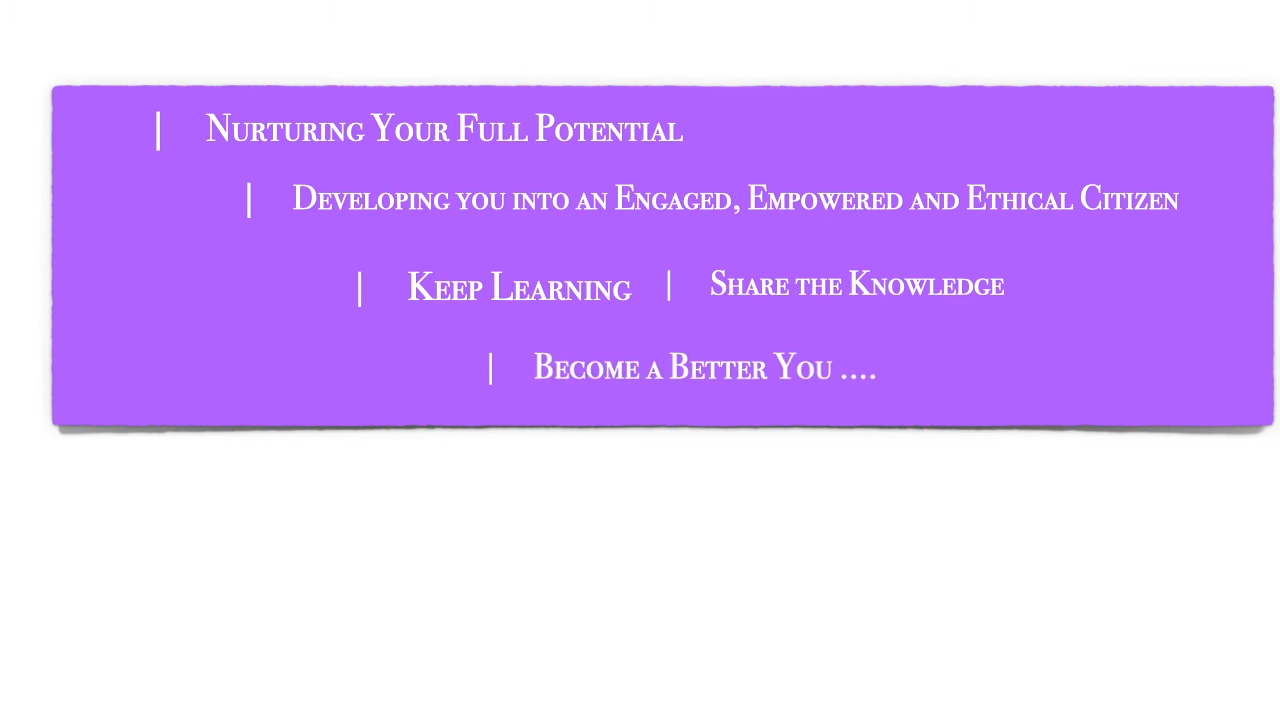 | Nurturing Your Full Potential
| Developing you into an Engaged, Empowered and Ethical Citizen
| Keep Learning | Share the Knowledge
| Become a Better You ....